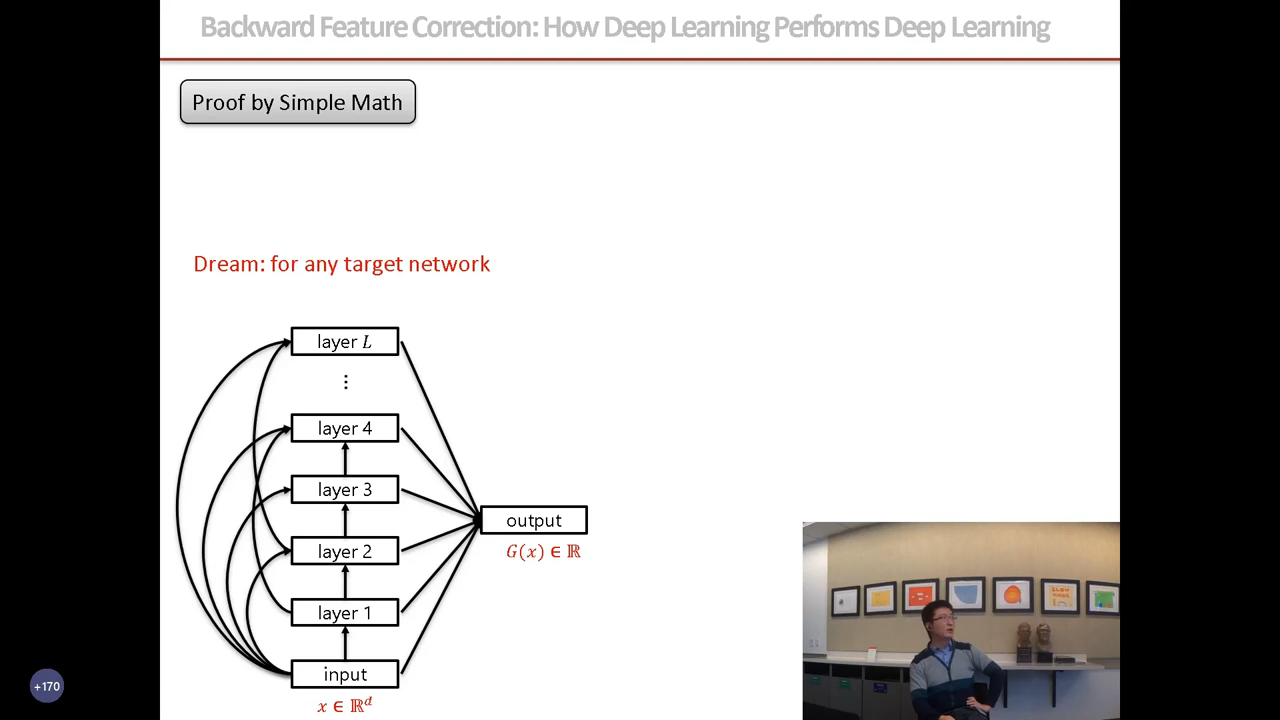 Backward Feature Correction: How Deep Learning Performs Deep Learning
Proof by Simple Math
Dream: for any target network
layer L
⋮
layer 4
layer 3
layer 2
layer 1
input
x ∈ ℝᵈ
output
G(x) ∈ ℝ
+170